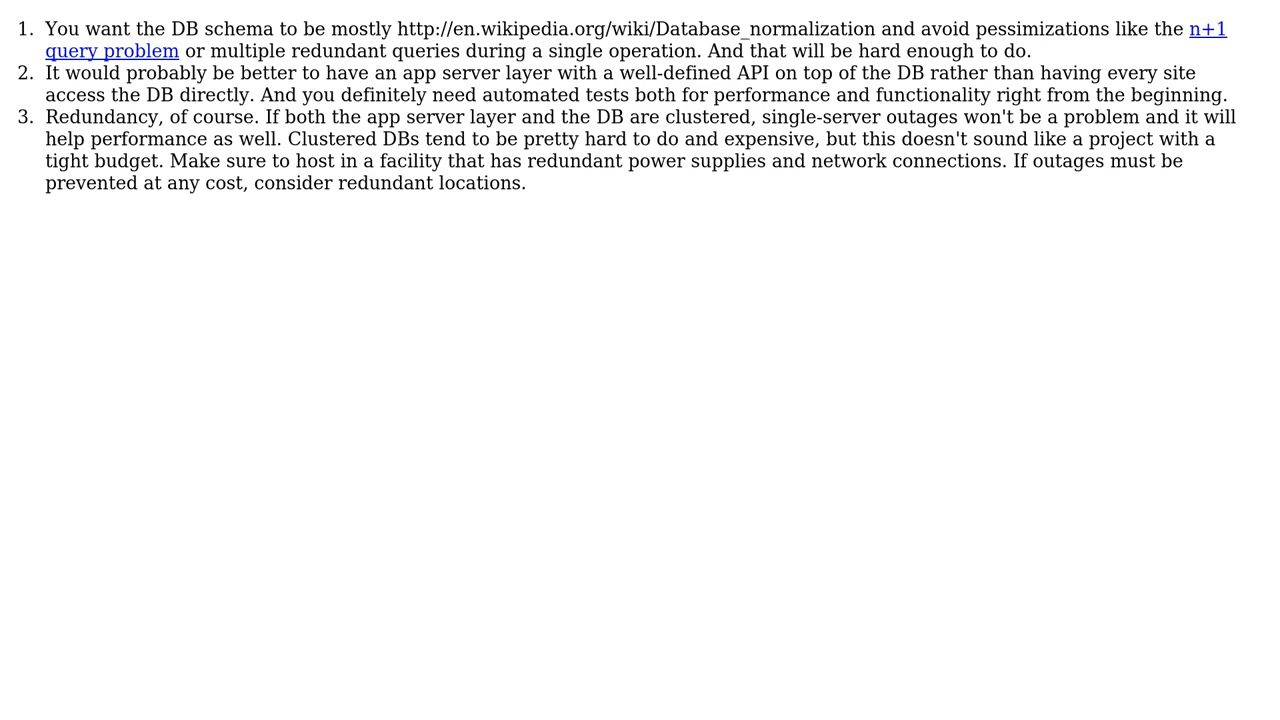 1. You want the DB schema to be mostly http://en.wikipedia.org/wiki/Database_normalization and avoid pessimizations like the n+1
query problem or multiple redundant queries during a single operation. And that will be hard enough to do.
2. It would probably be better to have an app server layer with a well-defined API on top of the DB rather than having every site
access the DB directly. And you definitely need automated tests both for performance and functionality right from the beginning.
3. Redundancy, of course. If both the app server layer and the DB are clustered, single-server outages won't be a problem and it will
help performance as well. Clustered DBs tend to be pretty hard to do and expensive, but this doesn't sound like a project with a
tight budget. Make sure to host in a facility that has redundant power supplies and network connections. If outages must be
prevented at any cost, consider redundant locations.